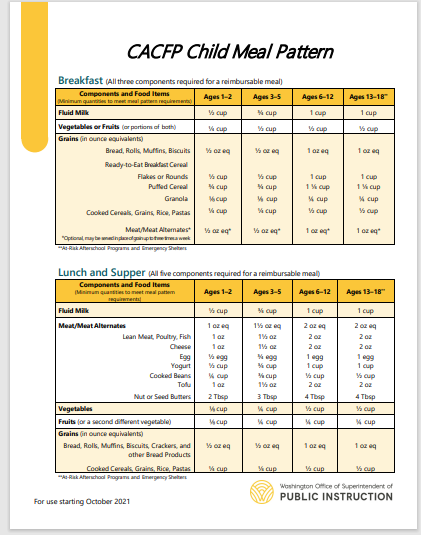 CACFP Child Meal Pattern
Breakfast (All three components required for a reimbursable meal)
Components and Food Items Ages 1–2 Ages 3–5 Ages 6–12 Ages 13–18**
(Minimum quantities to meet meal pattern requirements)
Fluid Milk ½ cup ¾ cup 1 cup 1 cup
Vegetables or Fruits (or portions of both) ¼ cup ½ cup ½ cup ½ cup
Grains (in ounce equivalents)
Bread, Rolls, Muffins, Biscuits ½ oz eq ½ oz eq 1 oz eq 1 oz eq
Ready-to-Eat Breakfast Cereal
Flakes or Rounds ½ cup ½ cup 1 cup 1 cup
Puffed Cereal ¾ cup ¾ cup 1 ¼ cup 1 ¼ cup
Granola ⅛ cup ⅛ cup ¼ cup ¼ cup
Cooked Cereals, Grains, Rice, Pastas ¼ cup ¼ cup ½ cup ½ cup
Meat/Meat Alternates* ½ oz eq* ½ oz eq* 1 oz eq* 1 oz eq*
*Optional, may be served in place of grain up to three times a week
**At-Risk Afterschool Programs and Emergency Shelters
Lunch and Supper (All five components required for a reimbursable meal)
Components and Food Items Ages 1–2 Ages 3–5 Ages 6–12 Ages 13–18**
(Minimum quantities to meet meal pattern
requirements)
Fluid Milk ½ cup ¾ cup 1 cup 1 cup
Meat/Meat Alternates 1 oz eq 1½ oz eq 2 oz eq 2 oz eq
Lean Meat, Poultry, Fish 1 oz 1½ oz 2 oz 2 oz
Cheese 1 oz 1½ oz 2 oz 2 oz
Egg ½ egg ¾ egg 1 egg 1 egg
Yogurt ½ cup ¾ cup 1 cup 1 cup
Cooked Beans ¼ cup ⅜ cup ½ cup ½ cup
Tofu 1 oz 1½ oz 2 oz 2 oz
Nut or Seed Butters 2 Tbsp 3 Tbsp 4 Tbsp 4 Tbsp
Vegetables ⅛ cup ¼ cup ½ cup ½ cup
Fruits (or a second different vegetable) ⅛ cup ¼ cup ¼ cup ¼ cup
Grains (in ounce equivalents)
Bread, Rolls, Muffins, Biscuits, Crackers, and ½ oz eq ½ oz eq 1 oz eq 1 oz eq
other Bread Products
Cooked Cereals, Grains, Rice, Pastas ¼ cup ¼ cup ½ cup ½ cup
**At-Risk Afterschool Programs and Emergency Shelters
Washington Office of Superintendent of
PUBLIC INSTRUCTION
For use starting October 2021